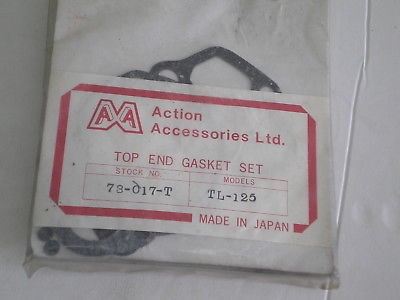 AA
Action
Accessories Ltd.
TOP END GASKET SET
STOCK NO. MODELS
78-017-T TL-125
MADE IN JAPAN